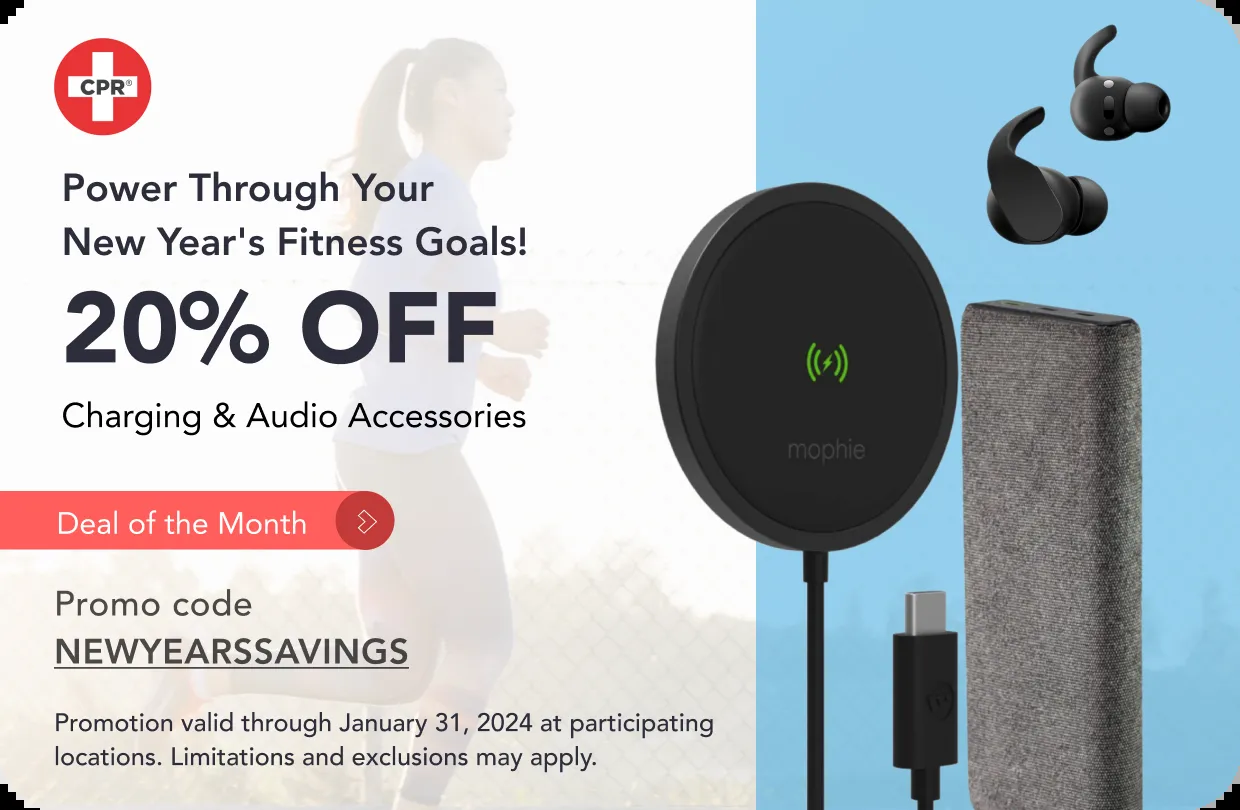 CPR®
Power Through Your
New Year's Fitness Goals!
20% OFF
Charging & Audio Accessories
Deal of the Month
Promo code
NEWYEARSSAVINGS
Promotion valid through January 31, 2024 at participating
locations. Limitations and exclusions may apply.
mophie